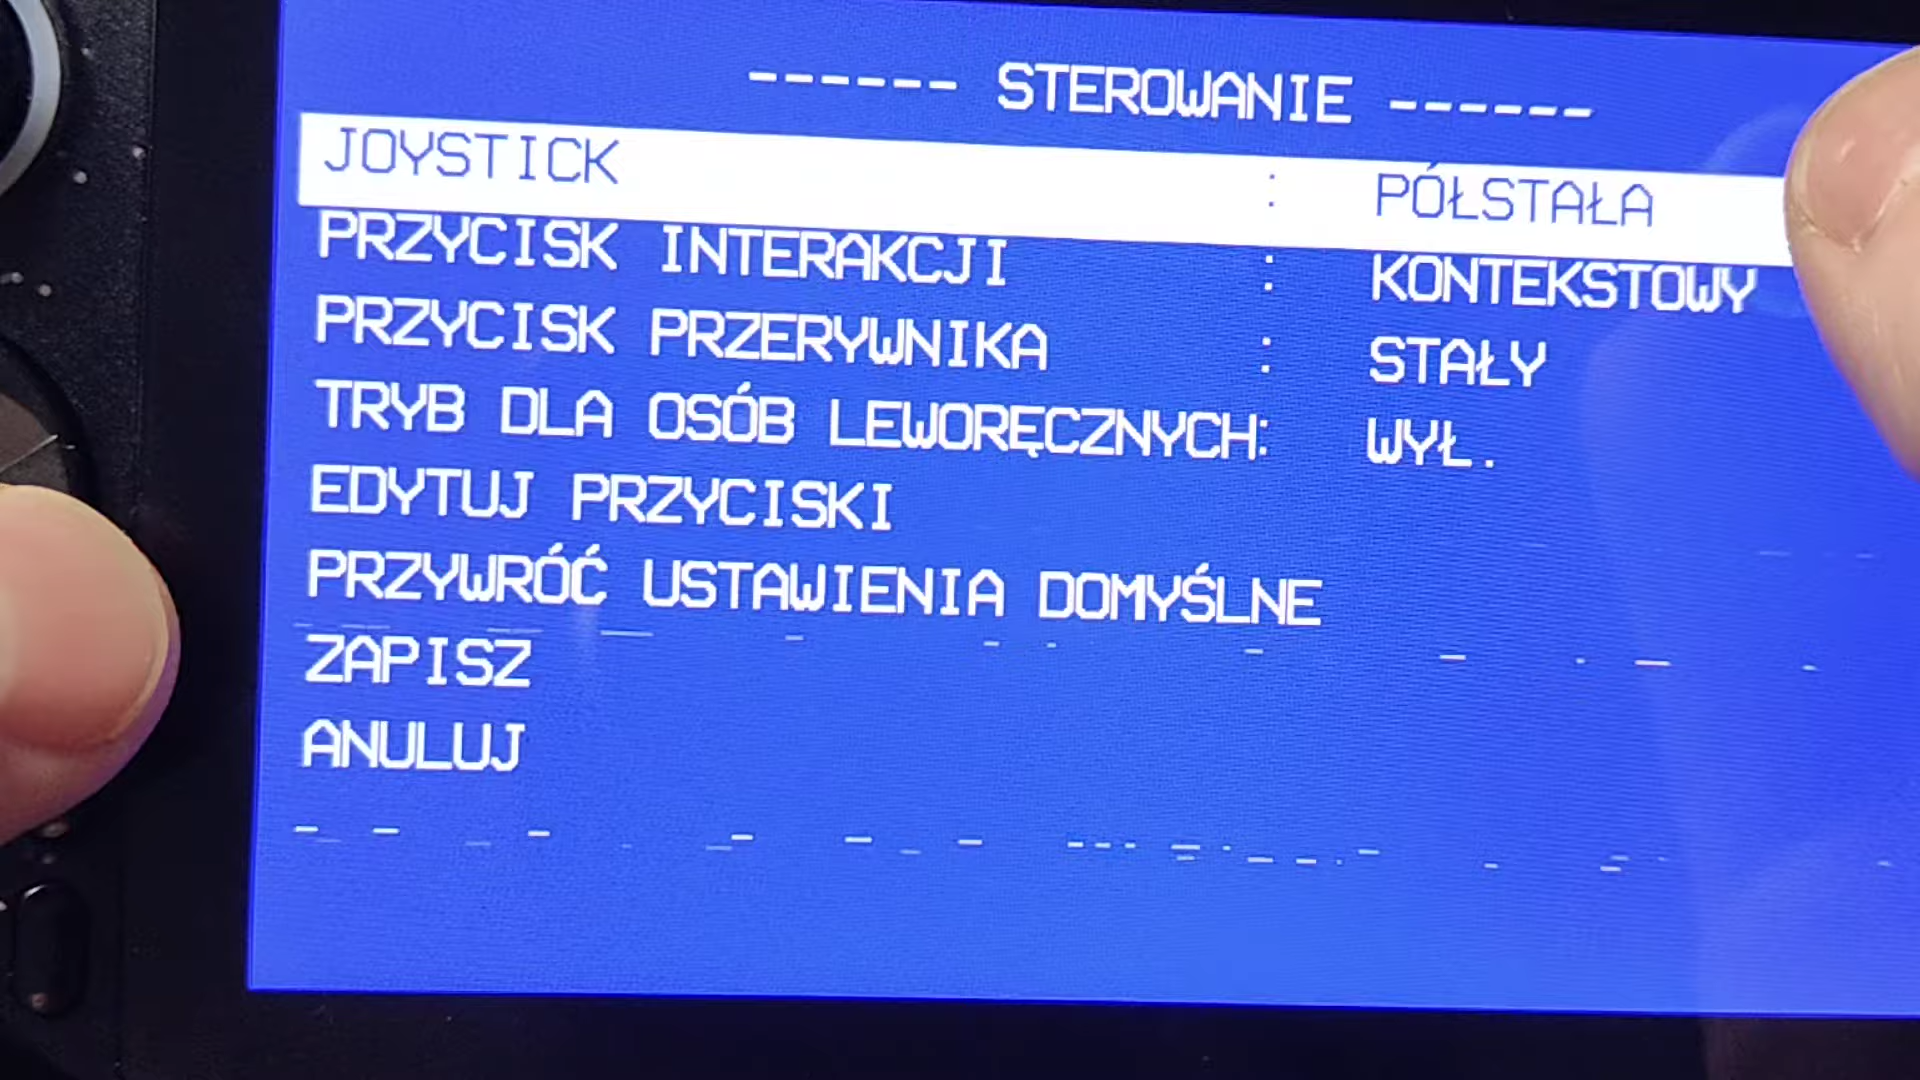 ------ STEROWANIE ------
JOYSTICK : PÓŁSTAŁA
PRZYCISK INTERAKCJI : KONTEKSTOWY
PRZYCISK PRZERYWNIKA : STAŁY
TRYB DLA OSÓB LEWORĘCZNYCH: WYŁ.
EDYTUJ PRZYCISKI
PRZYWRÓĆ USTAWIENIA DOMYŚLNE
ZAPISZ
ANULUJ